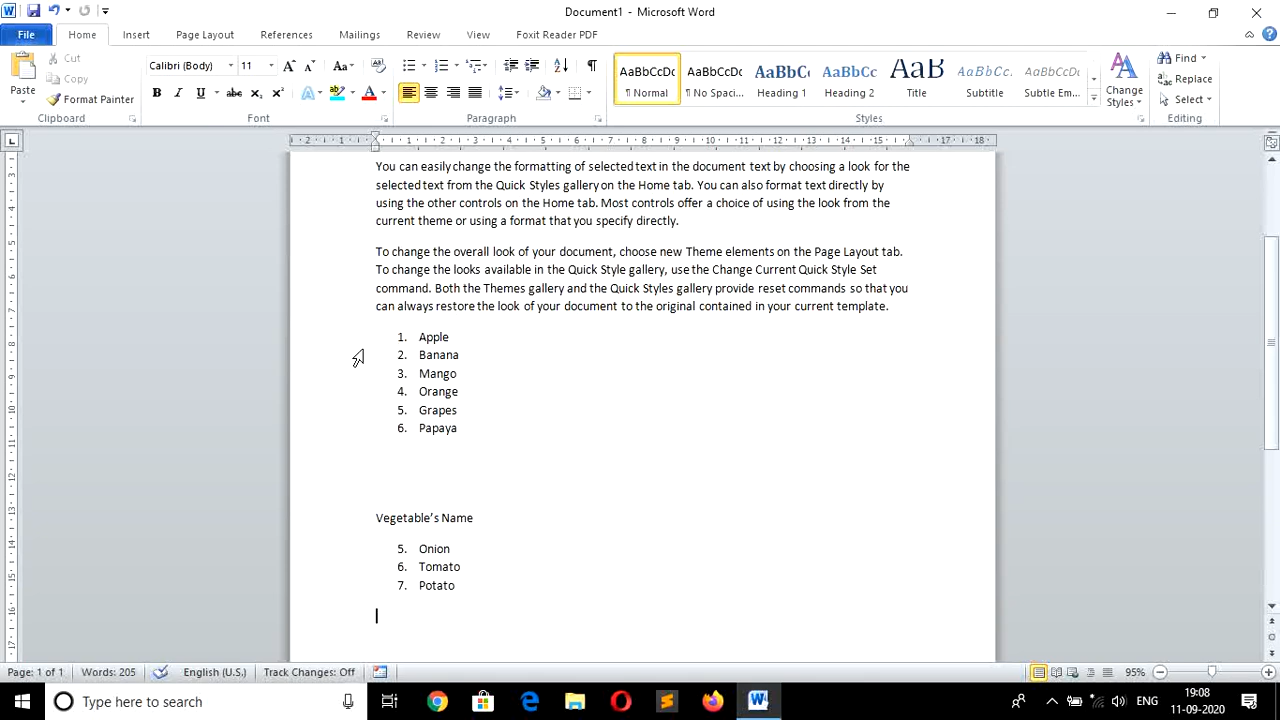 Document1 - Microsoft Word
File Home Insert Page Layout References Mailings Review View Foxit Reader PDF
Paste
Cut
Copy
Format Painter
Clipboard
Calibri (Body) 11
Font
Paragraph
AaBbCcDc AaBbCcDc AaBbC AaBbCc AaB AaBbCc. AaBbCcDc
¶ Normal ¶ No Spaci... Heading 1 Heading 2 Title Subtitle Subtle Em...
Change
Styles
Styles
Find
Replace
Select
Editing
You can easily change the formatting of selected text in the document text by choosing a look for the
selected text from the Quick Styles gallery on the Home tab. You can also format text directly by
using the other controls on the Home tab. Most controls offer a choice of using the look from the
current theme or using a format that you specify directly.
To change the overall look of your document, choose new Theme elements on the Page Layout tab.
To change the looks available in the Quick Style gallery, use the Change Current Quick Style Set
command. Both the Themes gallery and the Quick Styles gallery provide reset commands so that you
can always restore the look of your document to the original contained in your current template.
1. Apple
2. Banana
3. Mango
4. Orange
5. Grapes
6. Papaya
Vegetable’s Name
5. Onion
6. Tomato
7. Potato
Page: 1 of 1 Words: 205 English (U.S.) Track Changes: Off 95%
Type here to search
ENG
19:08
11-09-2020